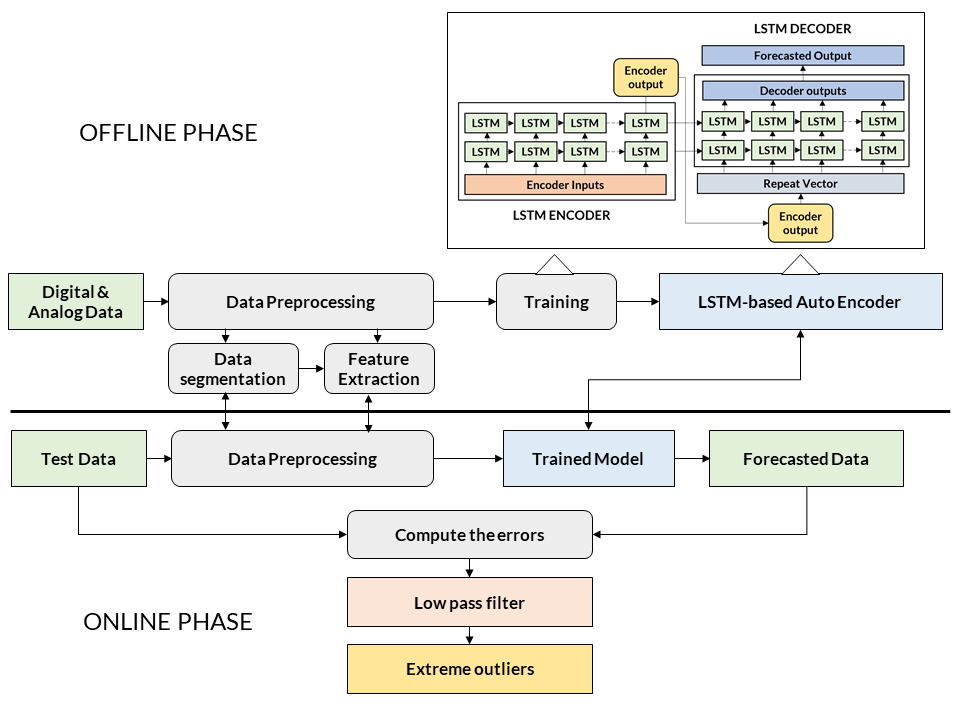 LSTM DECODER
Forecasted Output
Encoder
output
Decoder outputs
LSTM LSTM LSTM LSTM LSTM LSTM LSTM LSTM
LSTM LSTM LSTM LSTM LSTM LSTM LSTM LSTM
Encoder Inputs
Repeat Vector
LSTM ENCODER
Encoder
output
OFFLINE PHASE
Digital &
Analog Data
Data Preprocessing
Training
LSTM-based Auto Encoder
Data
segmentation
Feature
Extraction
Test Data
Data Preprocessing
Trained Model
Forecasted Data
Compute the errors
Low pass filter
Extreme outliers
ONLINE PHASE